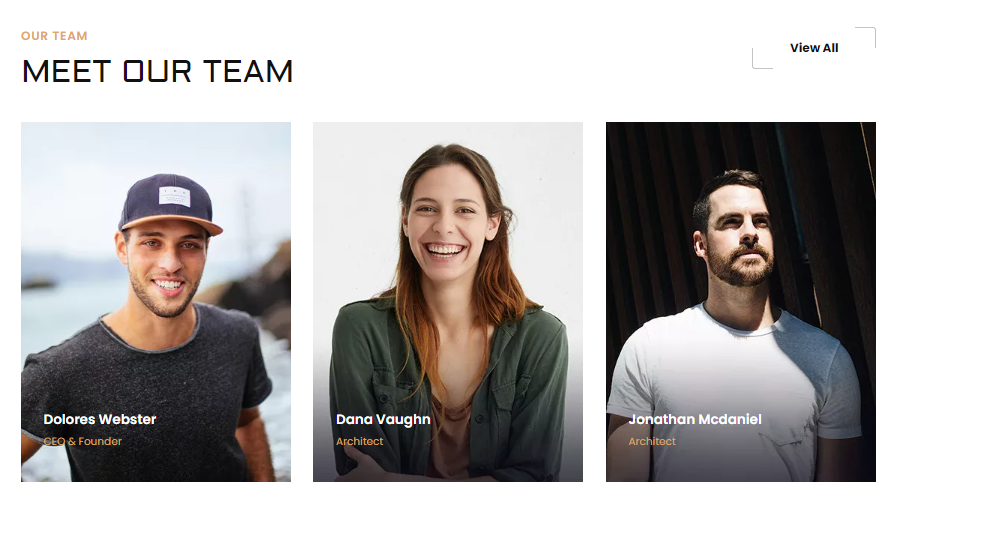 OUR TEAM
MEET OUR TEAM
View All
Dolores Webster
CEO & Founder
Dana Vaughn
Architect
Jonathan Mcdaniel
Architect